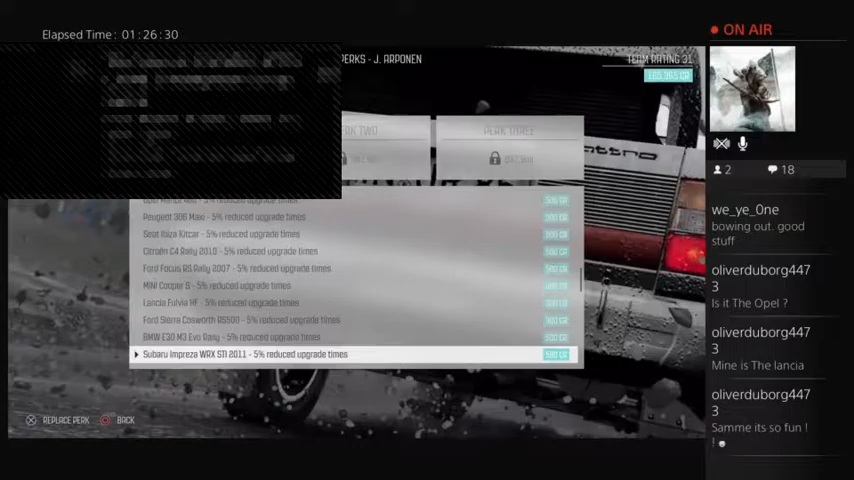 Elapsed Time : 01:26:30
ON AIR
PERKS - J. ARPONEN
TEAM RATING 31
PERK THREE
Peugeot 306 Maxi - 5% reduced upgrade times
Seat Ibiza Kitcar - 5% reduced upgrade times
Citroën C4 Rally 2010 - 5% reduced upgrade times
Ford Focus RS Rally 2007 - 5% reduced upgrade times
MINI Cooper S - 5% reduced upgrade times
Lancia Fulvia HF - 5% reduced upgrade times
Ford Sierra Cosworth RS500 - 5% reduced upgrade times
BMW E30 M3 Evo Rally - 5% reduced upgrade times
Subaru Impreza WRX STI 2011 - 5% reduced upgrade times
REPLACE PERK
BACK
2
18
we_ye_0ne
bowing out. good
stuff
oliverduborg447
3
Is it The Opel ?
oliverduborg447
3
Mine is The lancia
oliverduborg447
3
Samme its so fun !
!